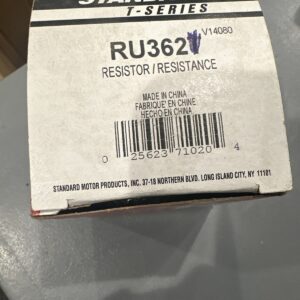 T-SERIES
V14080
RU362
RESISTOR / RESISTANCE
MADE IN CHINA
FABRIQUÉ EN CHINE
HECHO EN CHINA
0 25623 71020 4
STANDARD MOTOR PRODUCTS, INC. 37-18 NORTHERN BLVD. LONG ISLAND CITY, NY 11101